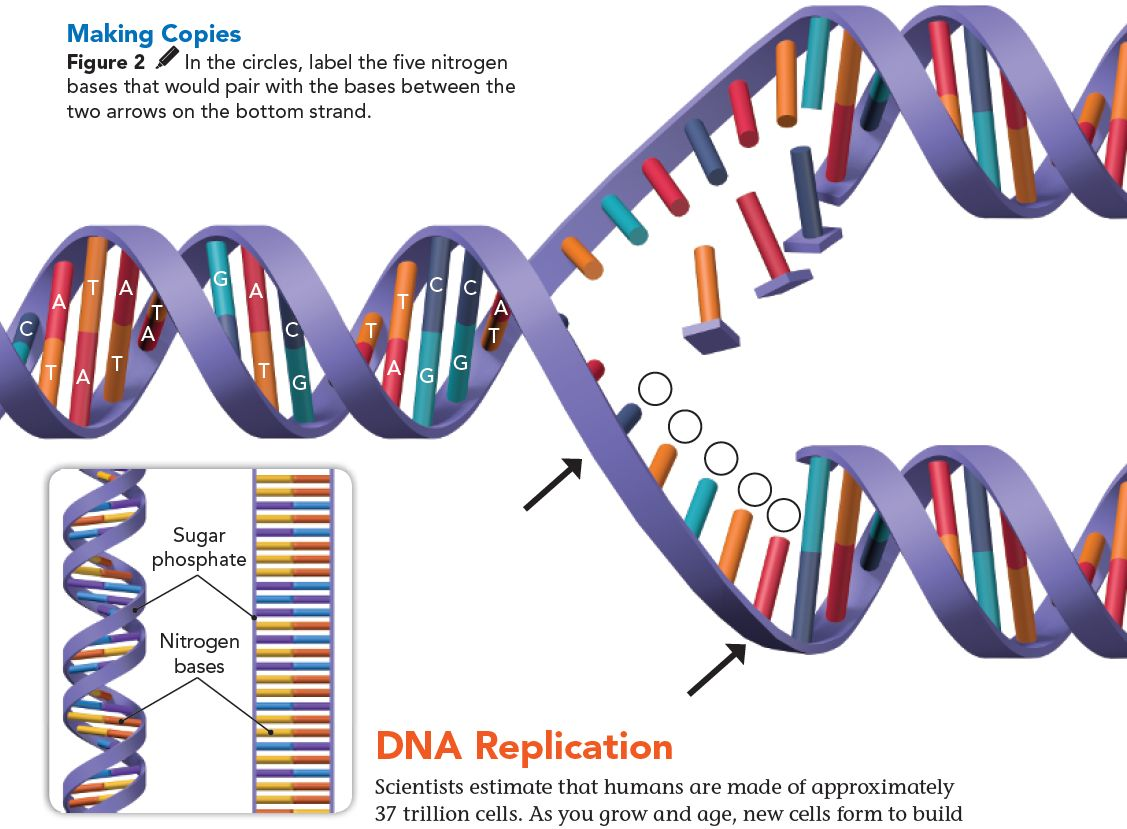 Making Copies
Figure 2 In the circles, label the five nitrogen
bases that would pair with the bases between the
two arrows on the bottom strand.
C
T
A
A
T
T
A
T
A
G
A
T
C
G
T
T
A
C
G
C
G
A
T
Sugar
phosphate
Nitrogen
bases
DNA Replication
Scientists estimate that humans are made of approximately
37 trillion cells. As you grow and age, new cells form to build